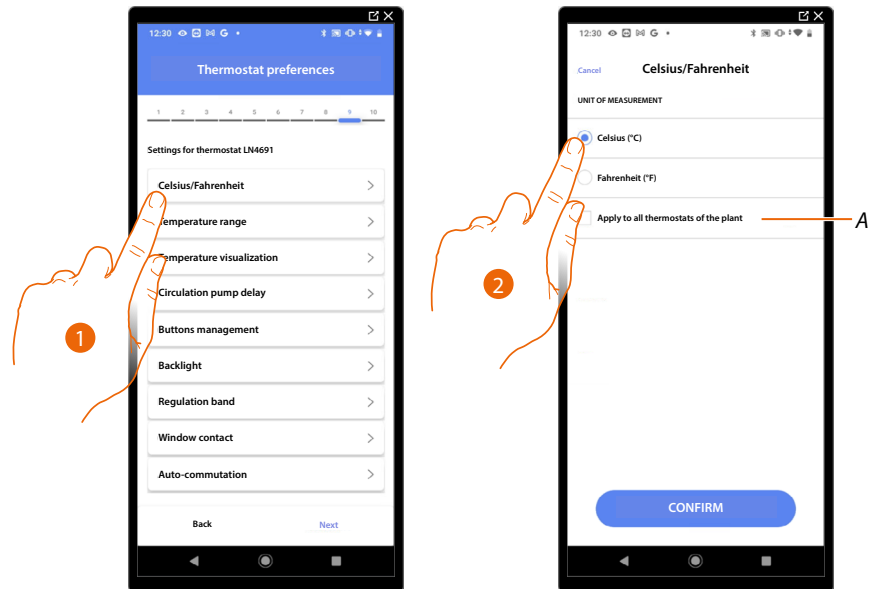 12:30 G
Thermostat preferences
1 2 3 4 5 6 7 8 9 10
Settings for thermostat LN4691
Celsius/Fahrenheit
Temperature range
Temperature visualization
Circulation pump delay
Buttons management
Backlight
Regulation band
Window contact
Auto-commutation
Back Next
1
12:30 G
Cancel Celsius/Fahrenheit
UNIT OF MEASUREMENT
Celsius (°C)
Fahrenheit (°F)
Apply to all thermostats of the plant
A
2
CONFIRM